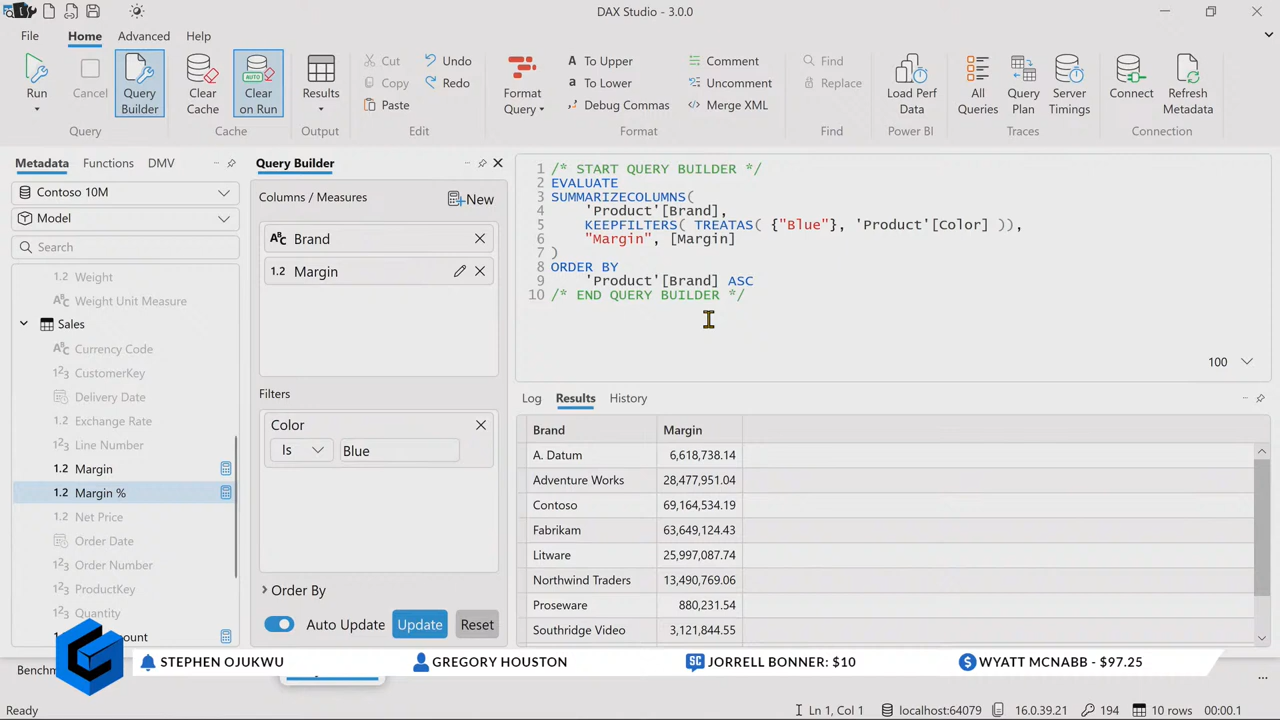 DAX Studio - 3.0.0
File Home Advanced Help
Run Cancel Query Builder Clear Cache Clear on Run Results
Cut Undo
Copy Redo
Paste
Format Query
To Upper Comment
To Lower Uncomment
Debug Commas Merge XML
Find
Replace
Load Perf Data All Queries Query Plan Server Timings Connect Refresh Metadata
Query Cache Output Edit Format Find Power BI Traces Connection
Metadata Functions DMV
Contoso 10M
Model
Search
1.2 Weight
ABC Weight Unit Measure
Sales
ABC Currency Code
123 CustomerKey
Delivery Date
1.2 Exchange Rate
123 Line Number
1.2 Margin
1.2 Margin %
1.2 Net Price
Order Date
123 Order Number
123 ProductKey
123 Quantity
ount
Query Builder
Columns / Measures New
ABC Brand
1.2 Margin
Filters
Color
Is Blue
Order By
Auto Update Update Reset
1 /* START QUERY BUILDER */
2 EVALUATE
3 SUMMARIZECOLUMNS(
4 'Product'[Brand],
5 KEEPFILTERS( TREATAS( {"Blue"}, 'Product'[Color] )),
6 "Margin", [Margin]
7 )
8 ORDER BY
9 'Product'[Brand] ASC
10 /* END QUERY BUILDER */
100
Log Results History
Brand Margin
A. Datum 6,618,738.14
Adventure Works 28,477,951.04
Contoso 69,164,534.19
Fabrikam 63,649,124.43
Litware 25,997,087.74
Northwind Traders 13,490,769.06
Proseware 880,231.54
Southridge Video 3,121,844.55
STEPHEN OJUKWU GREGORY HOUSTON SC JORRELL BONNER: $10 $ WYATT MCNABB - $97.25
Bench
Ready Ln 1, Col 1 localhost:64079 16.0.39.21 194 10 rows 00:00.1